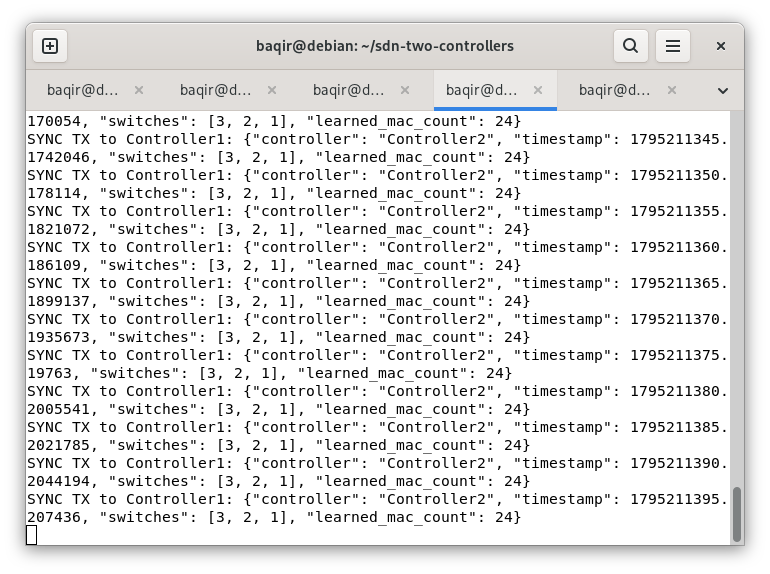 baqir@debian: ~/sdn-two-controllers
baqir@d... baqir@d... baqir@d... baqir@d... baqir@d...
170054, "switches": [3, 2, 1], "learned_mac_count": 24}
SYNC TX to Controller1: {"controller": "Controller2", "timestamp": 1795211345.
1742046, "switches": [3, 2, 1], "learned_mac_count": 24}
SYNC TX to Controller1: {"controller": "Controller2", "timestamp": 1795211350.
178114, "switches": [3, 2, 1], "learned_mac_count": 24}
SYNC TX to Controller1: {"controller": "Controller2", "timestamp": 1795211355.
1821072, "switches": [3, 2, 1], "learned_mac_count": 24}
SYNC TX to Controller1: {"controller": "Controller2", "timestamp": 1795211360.
186109, "switches": [3, 2, 1], "learned_mac_count": 24}
SYNC TX to Controller1: {"controller": "Controller2", "timestamp": 1795211365.
1899137, "switches": [3, 2, 1], "learned_mac_count": 24}
SYNC TX to Controller1: {"controller": "Controller2", "timestamp": 1795211370.
1935673, "switches": [3, 2, 1], "learned_mac_count": 24}
SYNC TX to Controller1: {"controller": "Controller2", "timestamp": 1795211375.
19763, "switches": [3, 2, 1], "learned_mac_count": 24}
SYNC TX to Controller1: {"controller": "Controller2", "timestamp": 1795211380.
2005541, "switches": [3, 2, 1], "learned_mac_count": 24}
SYNC TX to Controller1: {"controller": "Controller2", "timestamp": 1795211385.
2021785, "switches": [3, 2, 1], "learned_mac_count": 24}
SYNC TX to Controller1: {"controller": "Controller2", "timestamp": 1795211390.
2044194, "switches": [3, 2, 1], "learned_mac_count": 24}
SYNC TX to Controller1: {"controller": "Controller2", "timestamp": 1795211395.
207436, "switches": [3, 2, 1], "learned_mac_count": 24}